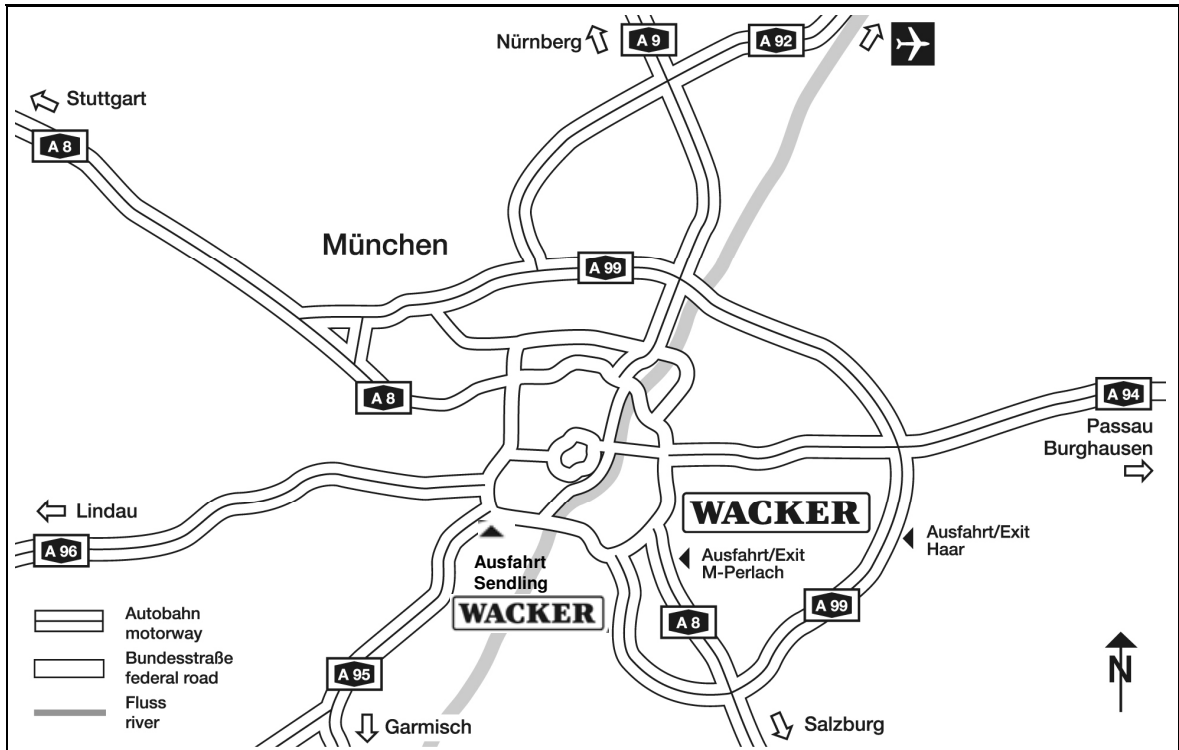 Nürnberg
A 9
A 92
Stuttgart
A 8
München
A 99
A 8
A 94
Passau
Burghausen
Lindau
A 96
WACKER
Ausfahrt/Exit
Haar
Ausfahrt/Exit
M-Perlach
Ausfahrt
Sendling
WACKER
A 99
A 8
A 95
Garmisch
Salzburg
Autobahn
motorway
Bundesstraße
federal road
Fluss
river
N